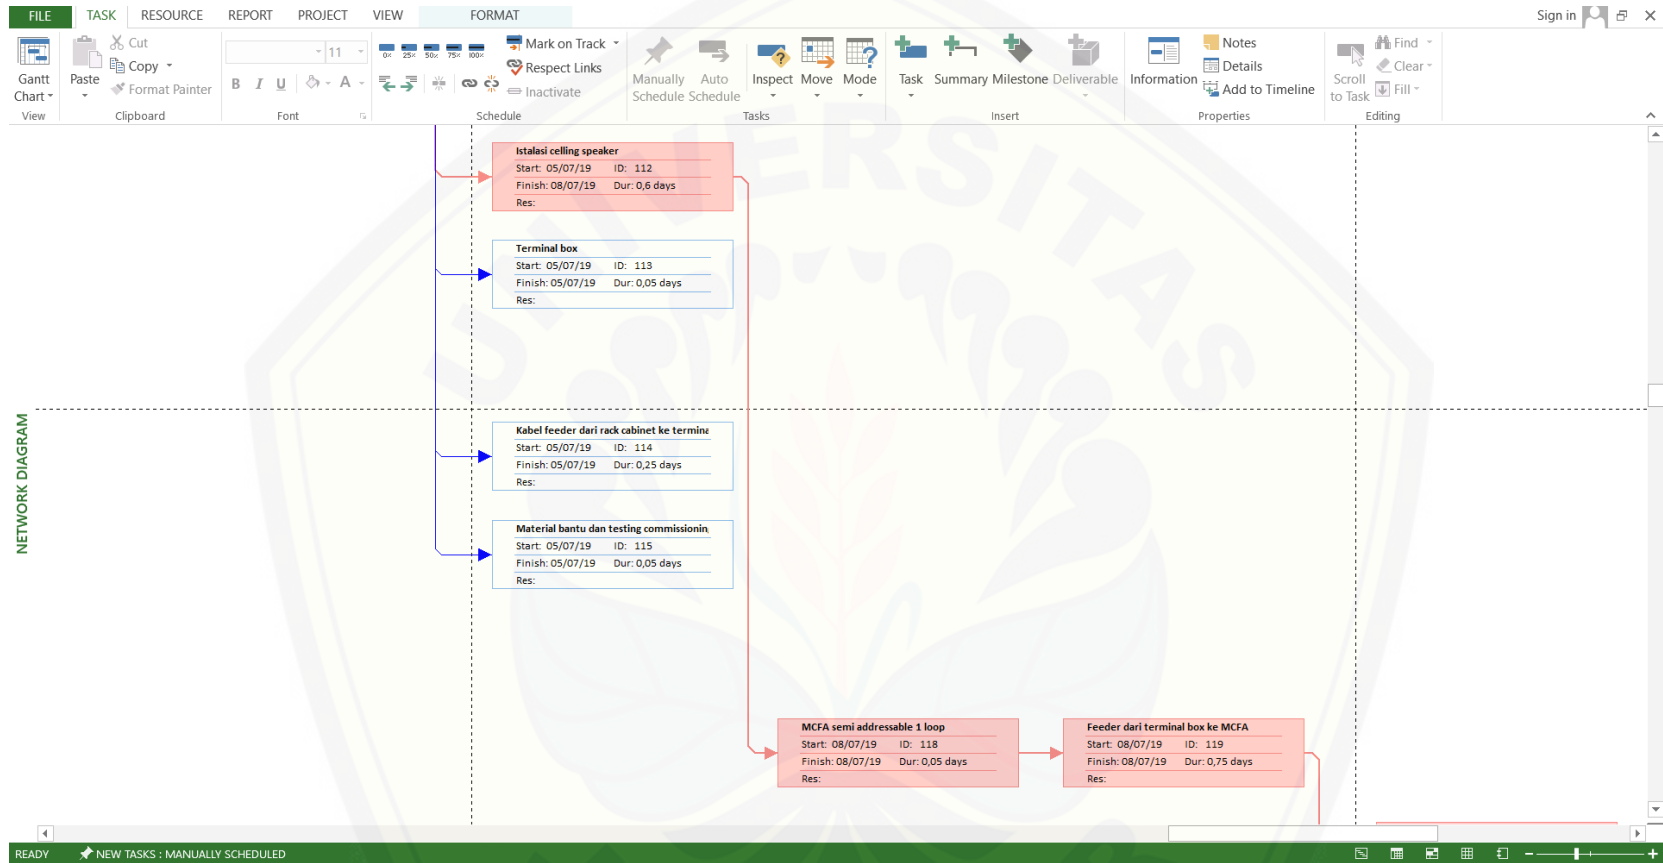 FILE TASK RESOURCE REPORT PROJECT VIEW FORMAT Sign in
Gantt Chart
View
Paste
Cut
Copy
Format Painter
Clipboard
11
B I U A
Font
0% 25% 50% 75% 100%
Mark on Track
Respect Links
Inactivate
Schedule
Manually Schedule
Auto Schedule
Inspect
Move
Mode
Tasks
Task
Summary
Milestone
Deliverable
Insert
Information
Notes
Details
Add to Timeline
Properties
Scroll to Task
Find
Clear
Fill
Editing
UNIVERSITAS
NETWORK DIAGRAM
Istalasi celling speaker
Start: 05/07/19 ID: 112
Finish: 08/07/19 Dur: 0,6 days
Res:
Terminal box
Start: 05/07/19 ID: 113
Finish: 05/07/19 Dur: 0,05 days
Res:
Kabel feeder dari rack cabinet ke termina
Start: 05/07/19 ID: 114
Finish: 05/07/19 Dur: 0,25 days
Res:
Material bantu dan testing commissionin
Start: 05/07/19 ID: 115
Finish: 05/07/19 Dur: 0,05 days
Res:
MCFA semi addressable 1 loop
Start: 08/07/19 ID: 118
Finish: 08/07/19 Dur: 0,05 days
Res:
Feeder dari terminal box ke MCFA
Start: 08/07/19 ID: 119
Finish: 08/07/19 Dur: 0,75 days
Res:
READY NEW TASKS : MANUALLY SCHEDULED